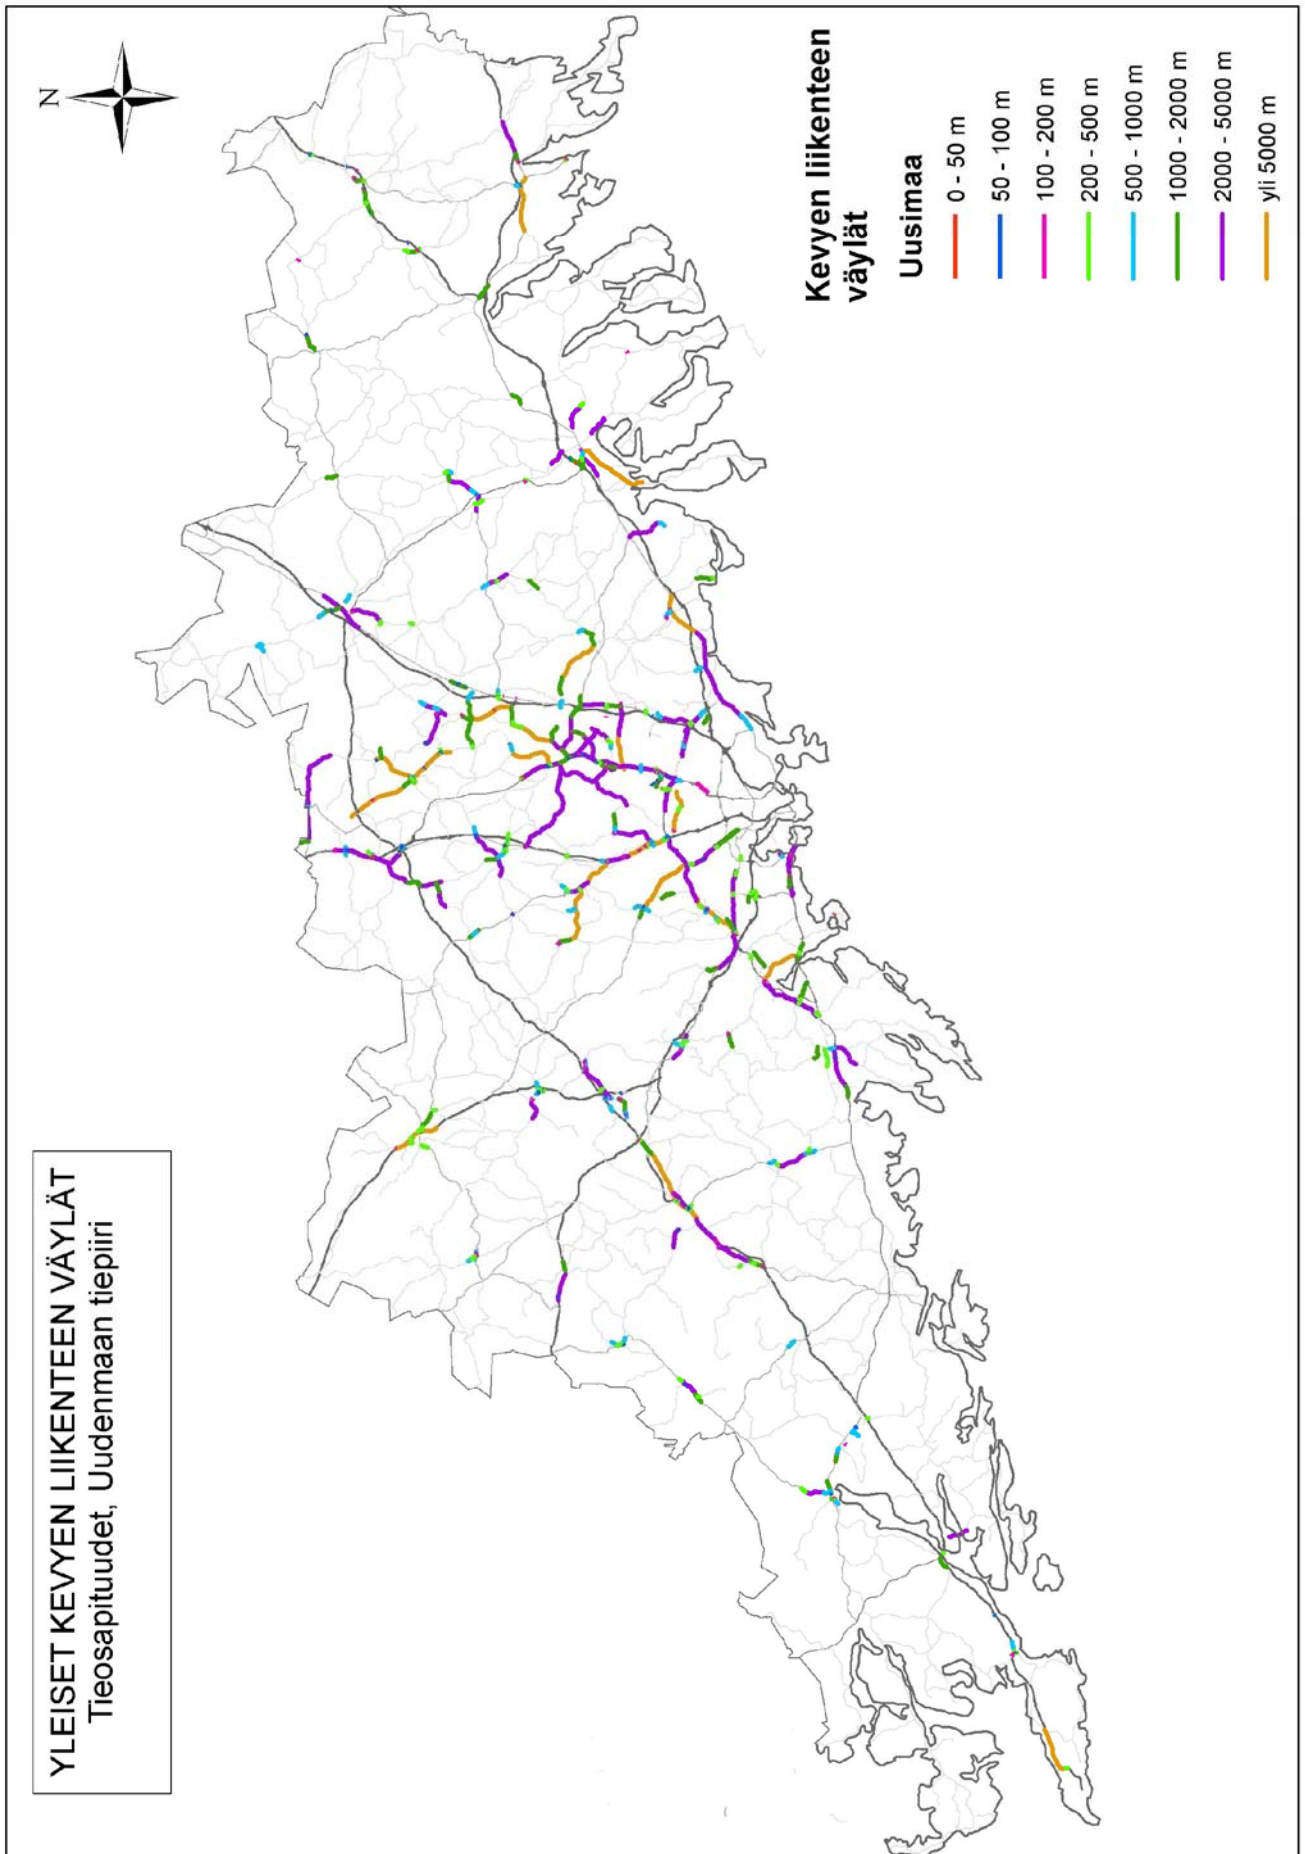 YLEISET KEVYEN LIIKENTEEN VÄYLÄT
Tieosapituudet, Uudenmaan tiepiiri
N
Kevyen liikenteen
väylät
Uusimaa
0 - 50 m
50 - 100 m
100 - 200 m
200 - 500 m
500 - 1000 m
1000 - 2000 m
2000 - 5000 m
yli 5000 m